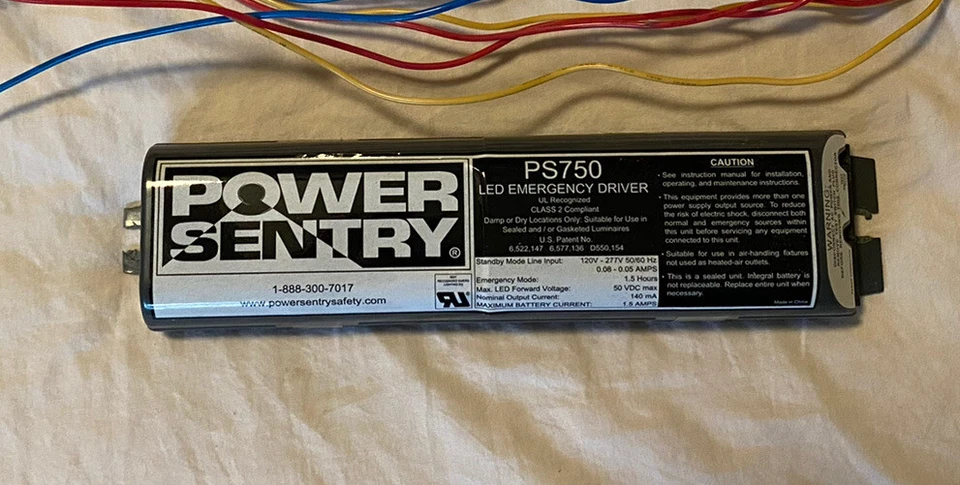 POWER
SENTRY®
1-888-300-7017
www.powersentrysafety.com
PS750
LED EMERGENCY DRIVER
UL Recognized
CLASS 2 Compliant
Damp or Dry Locations Only; Suitable for Use in
Sealed and / or Gasketed Luminaires
U.S. Patent No.
6,522,147 6,577,136 D550,154
Standby Mode Line Input: 120V - 277V 50/60 Hz
0.08 - 0.05 AMPS
Emergency Mode: 1.5 Hours
Max. LED Forward Voltage: 50 VDC max
Nominal Output Current: 140 mA
MAXIMUM BATTERY CURRENT: 1.5 AMPS
CAUTION
• See instruction manual for installation,
operating, and maintenance instructions.
• This equipment provides more than one
power supply output source. To reduce
the risk of electric shock, disconnect both
normal and emergency sources within
this unit before servicing any equipment
connected to this unit.
• Suitable for use in air-handling fixtures
not used as heated-air outlets.
• This is a sealed unit. Integral battery is
not replaceable. Replace entire unit when
necessary.
Made in China
WARNING: